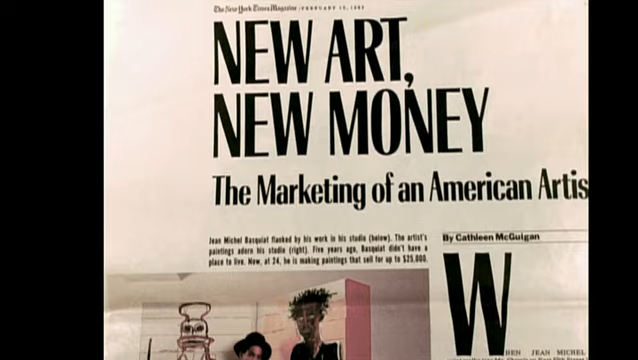 The New York Times Magazine / FEBRUARY 10, 1985
NEW ART,
NEW MONEY
The Marketing of an American Artis
Jean Michel Basquiat flanked by his work in his studio (below). The artist's
paintings adorn his studio (right). Five years ago, Basquiat didn't have a
place to live. Now, at 24, he is making paintings that sell for up to $25,000.
By Cathleen McGuigan
W
HEN JEAN MICHEL